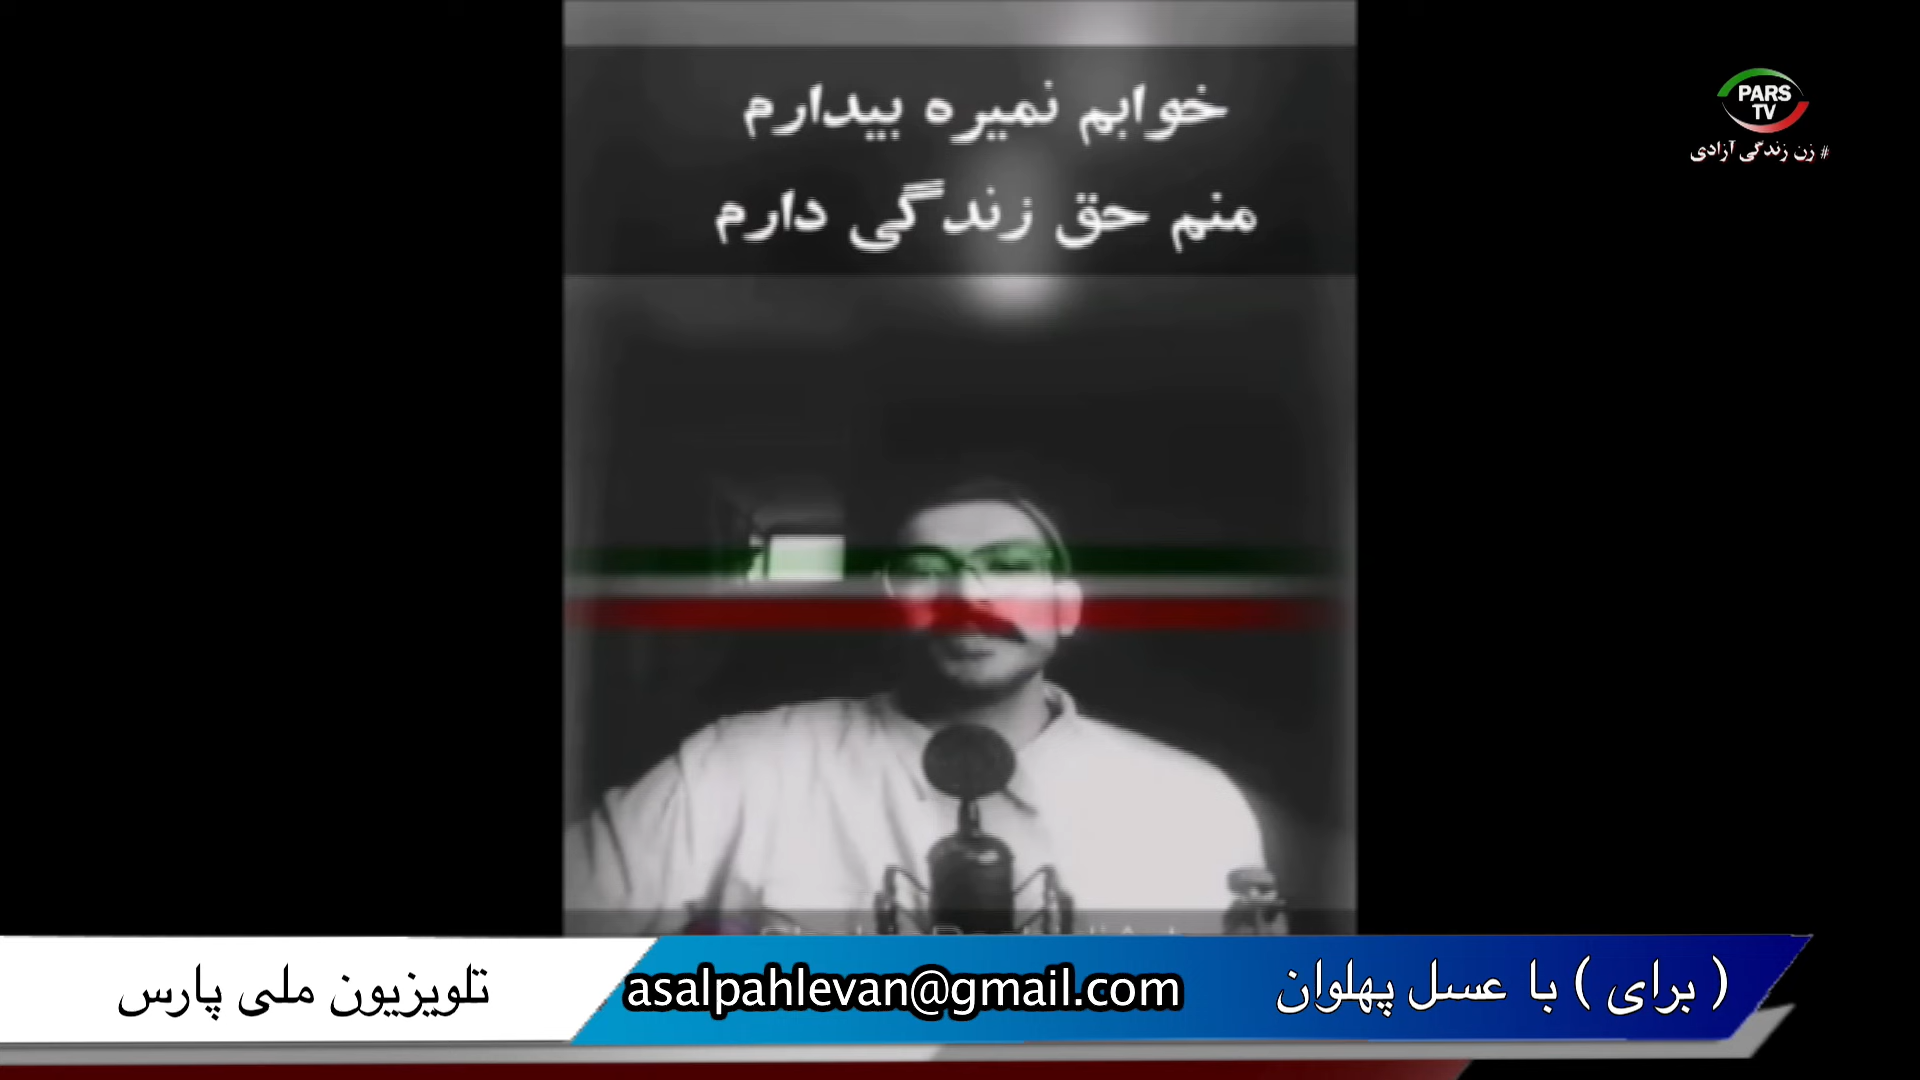 خوابم نمیره بیدارم
منم حق زندگی دارم
PARS
TV
# زن زندگی آزادی
( برای ) با عسل پهلوان
asalpahlevan@gmail.com
تلویزیون ملی پارس